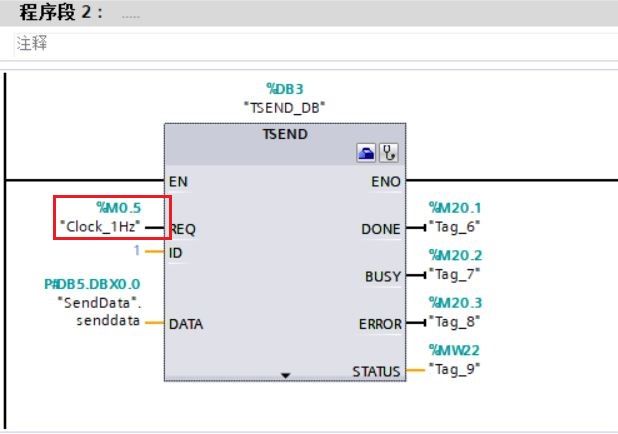 程序段 2： .....
注释
%DB3
"TSEND_DB"
TSEND
EN
ENO
%M0.5
"Clock_1Hz"
REQ
%M20.1
DONE
"Tag_6"
1
ID
%M20.2
BUSY
"Tag_7"
P#DB5.DBX0.0
"SendData".
senddata
DATA
%M20.3
ERROR
"Tag_8"
%MW22
STATUS
"Tag_9"